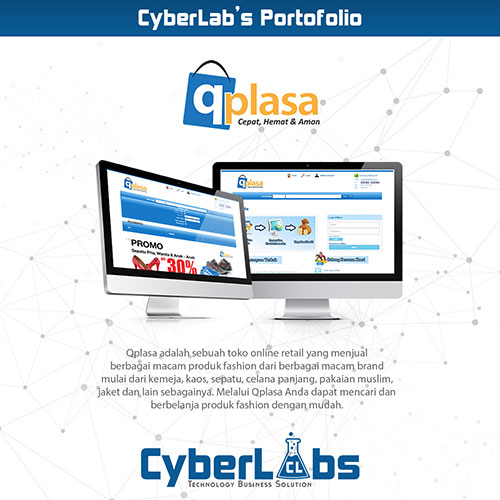 CyberLab's Portofolio
qplasa
Cepat, Hemat & Aman
qplasa
PROMO
Sepatu Pria, Wanita & Anak - Anak
30%
qplasa
Qplasa adalah sebuah toko online retail yang menjual
berbagai macam produk fashion dari berbagai macam brand
mulai dari kemeja, kaos, sepatu, celana panjang, pakaian muslim,
jaket dan lain sebagainya. Melalui Qplasa Anda dapat mencari dan
berbelanja produk fashion dengan mudah.
CyberLabs
CL
Technology Business Solution